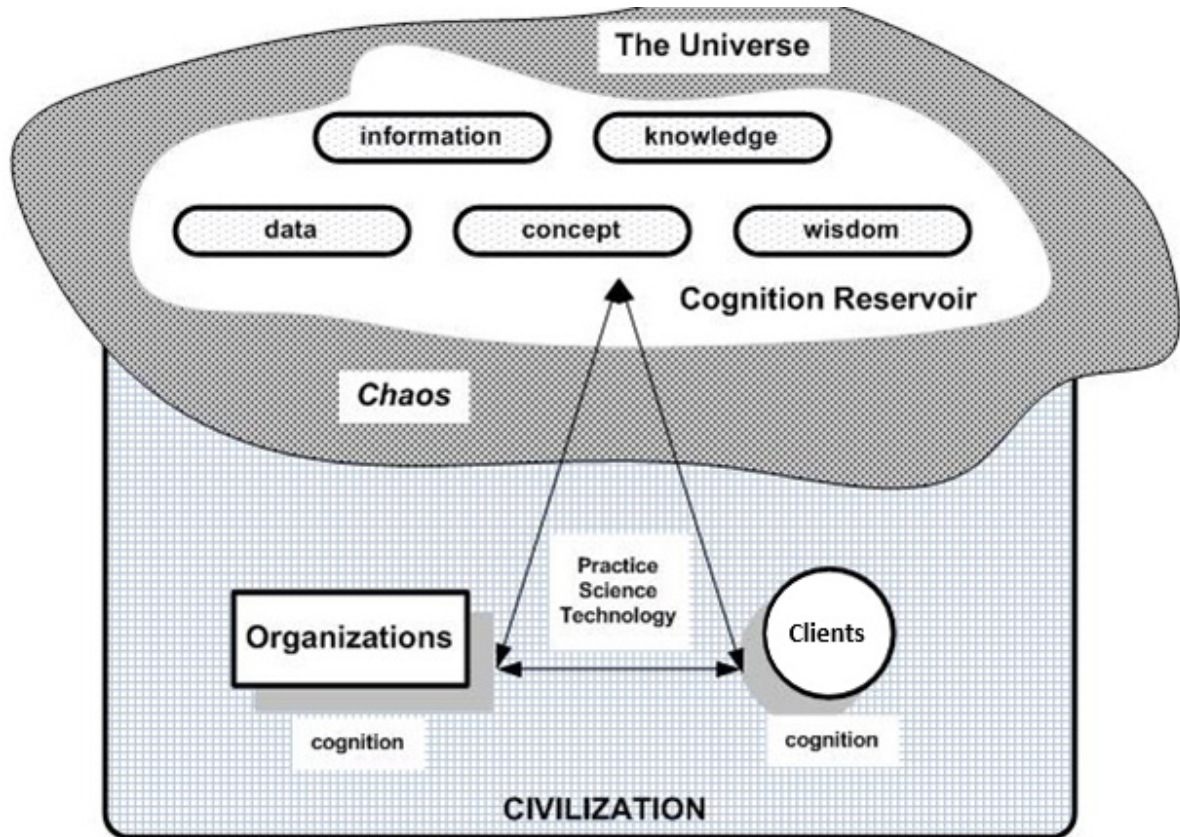 The Universe
information
knowledge
data
concept
wisdom
Cognition Reservoir
Chaos
Practice
Science
Technology
Organizations
Clients
cognition
cognition
CIVILIZATION